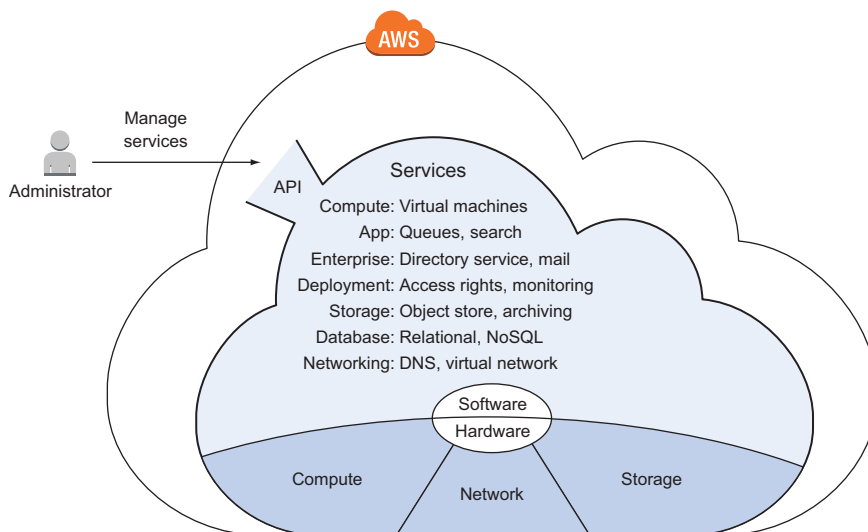 AWS
Manage
services
Administrator
API
Services
Compute: Virtual machines
App: Queues, search
Enterprise: Directory service, mail
Deployment: Access rights, monitoring
Storage: Object store, archiving
Database: Relational, NoSQL
Networking: DNS, virtual network
Software
Hardware
Compute
Network
Storage